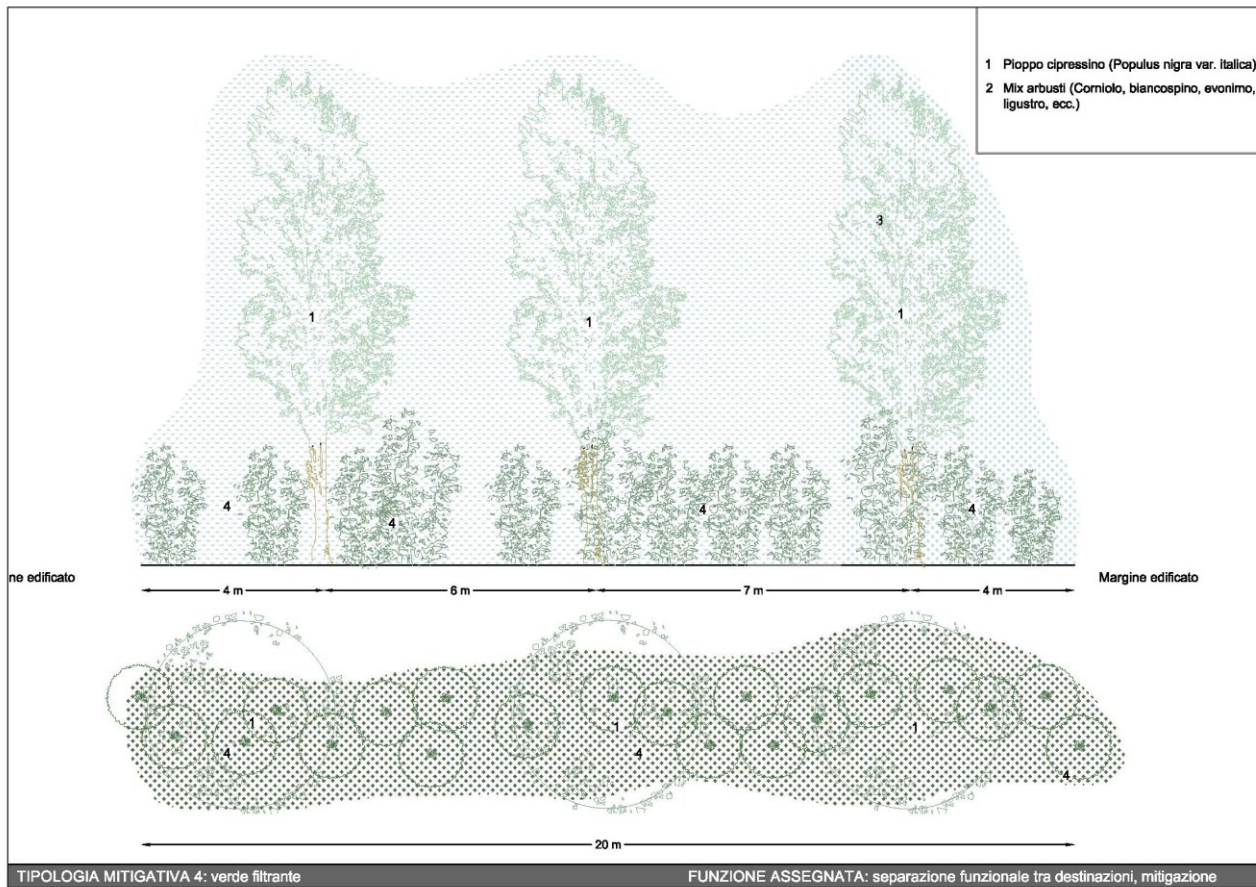 1 Pioppo cipressino (Populus nigra var. italica)
2 Mix arbusti (Corniolo, biancospino, evonimo,
ligustro, ecc.)
3
1
1
1
4
4
4
4
ne edificato
Margine edificato
4 m
6 m
7 m
4 m
1
1
1
4
4
4
20 m
TIPOLOGIA MITIGATIVA 4: verde filtrante
FUNZIONE ASSEGNATA: separazione funzionale tra destinazioni, mitigazione